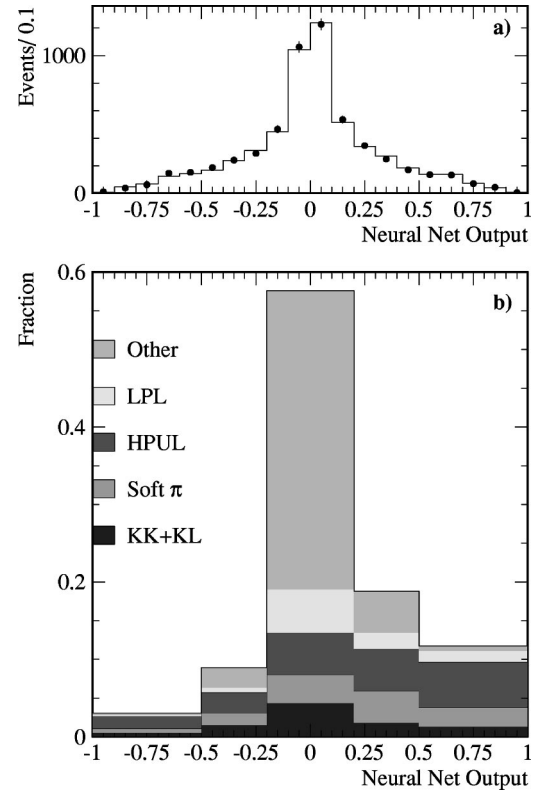 Events/ 0.1
1000
0
a)
-1 -0.75 -0.5 -0.25 0 0.25 0.5 0.75 1
Neural Net Output
Fraction
0.6
0.4
0.2
0
b)
Other
LPL
HPUL
Soft π
KK+KL
-1 -0.75 -0.5 -0.25 0 0.25 0.5 0.75 1
Neural Net Output